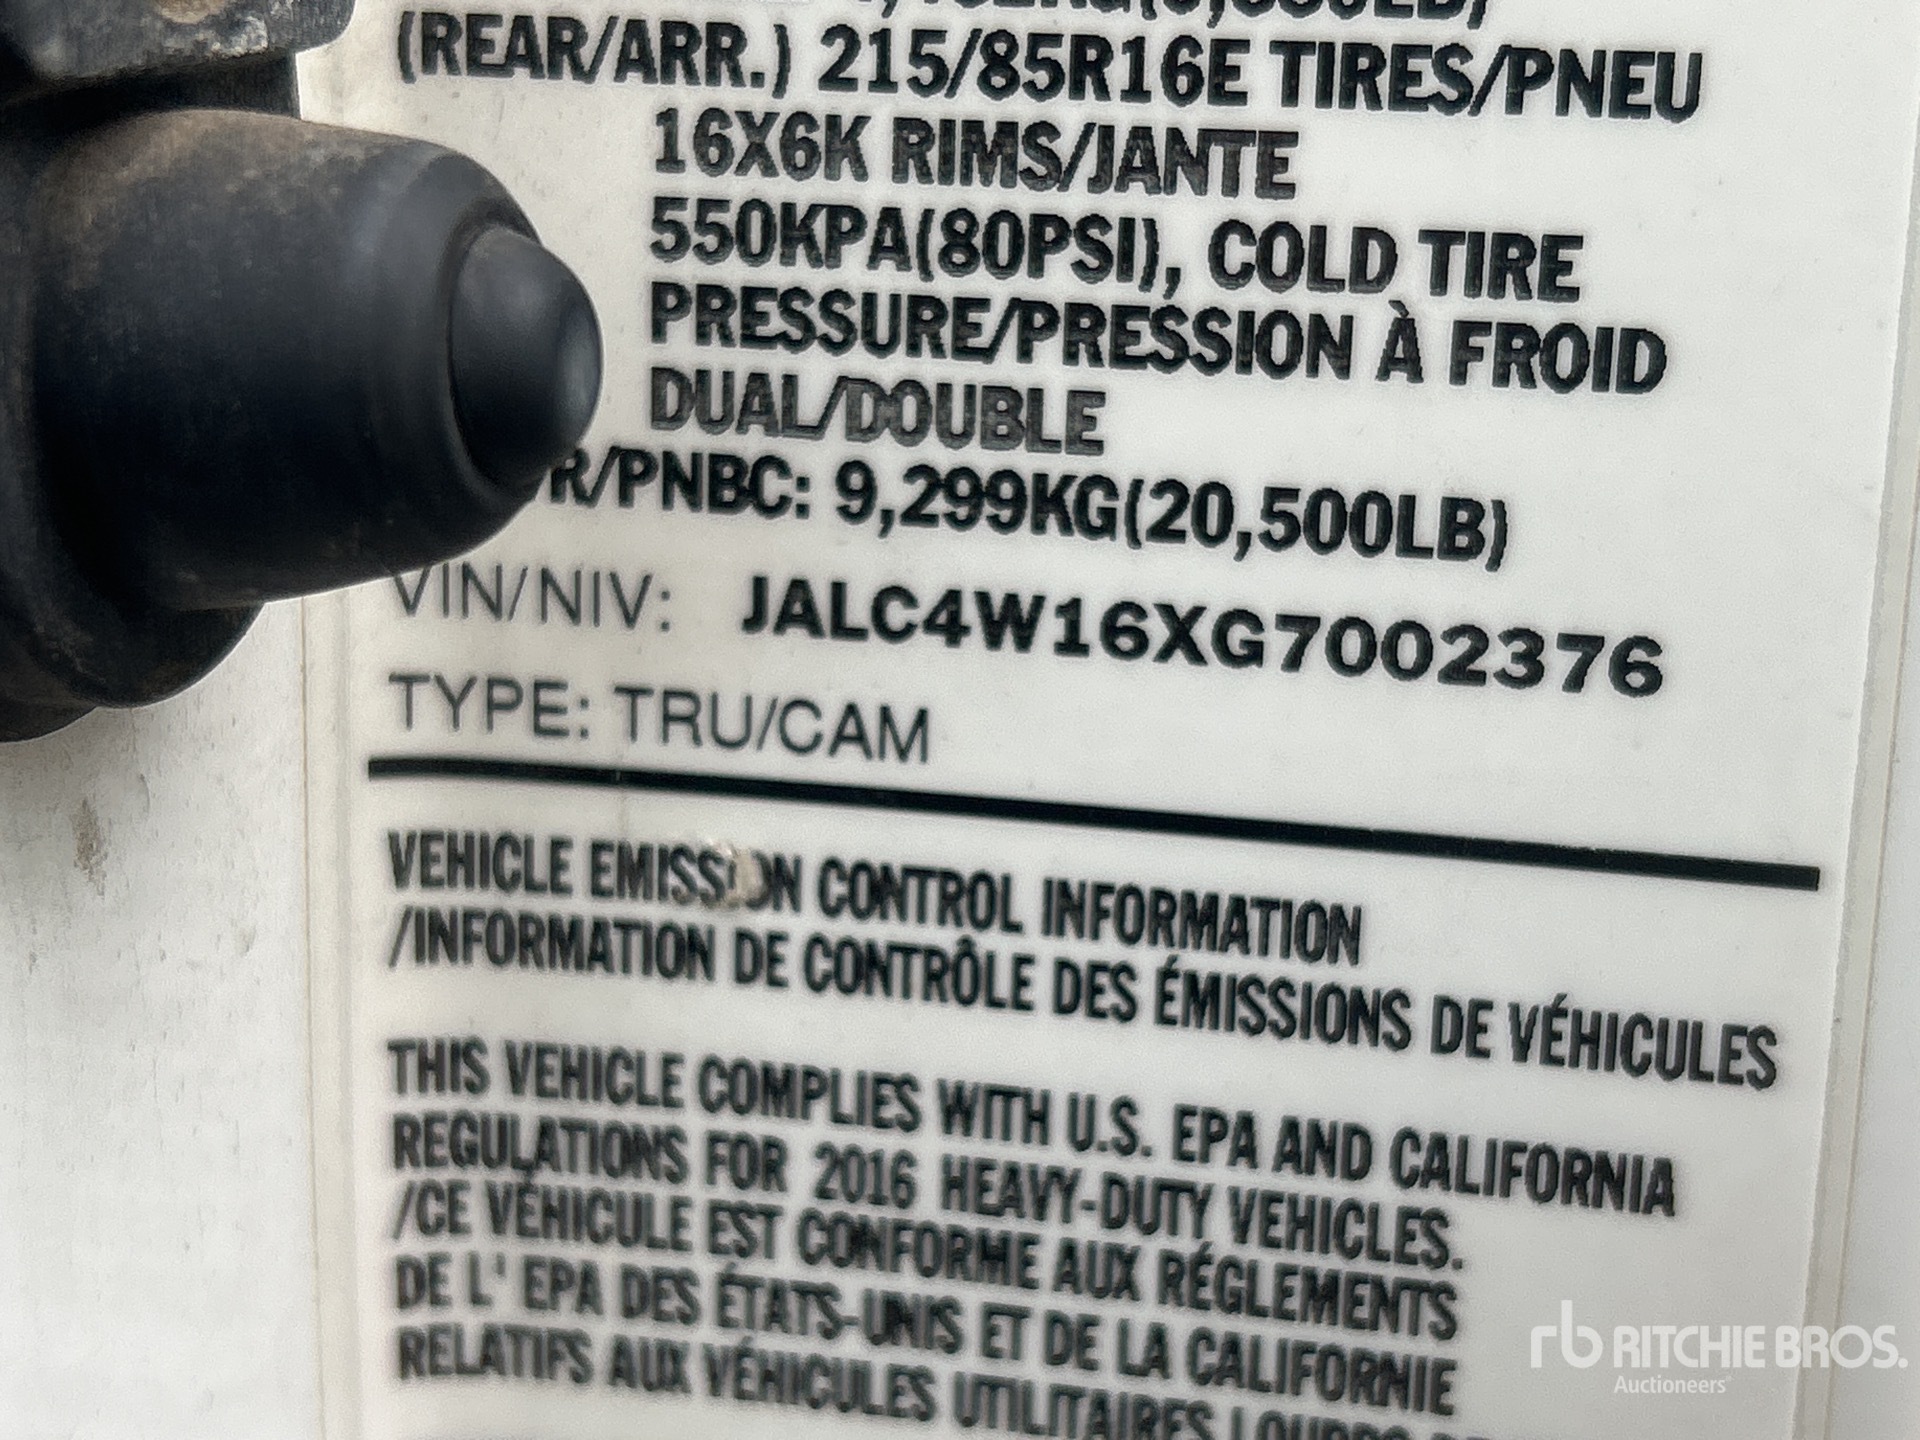 (REAR/ARR.) 215/85R16E TIRES/PNEU
16X6K RIMS/JANTE
550KPA(80PSI), COLD TIRE
PRESSURE/PRESSION À FROID
DUAL/DOUBLE
R/PNBC: 9,299KG(20,500LB)
VIN/NIV: JALC4W16XG7002376
TYPE: TRU/CAM
VEHICLE EMISSION CONTROL INFORMATION
/INFORMATION DE CONTRÔLE DES ÉMISSIONS DE VÉHICULES
THIS VEHICLE COMPLIES WITH U.S. EPA AND CALIFORNIA
REGULATIONS FOR 2016 HEAVY-DUTY VEHICLES.
/CE VÉHICULE EST CONFORME AUX RÉGLEMENTS
DE L' EPA DES ÉTATS-UNIS ET DE LA CALIFORNIE
RELATIFS AUX VÉHICULES UTILITAIRES
rb RITCHIE BROS.
Auctioneers